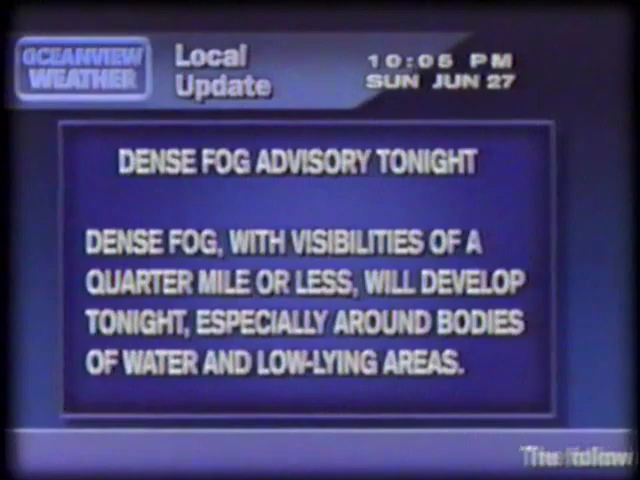 OCEANVIEW
WEATHER
Local
Update
10:05 PM
SUN JUN 27
DENSE FOG ADVISORY TONIGHT
DENSE FOG, WITH VISIBILITIES OF A
QUARTER MILE OR LESS, WILL DEVELOP
TONIGHT, ESPECIALLY AROUND BODIES
OF WATER AND LOW-LYING AREAS.